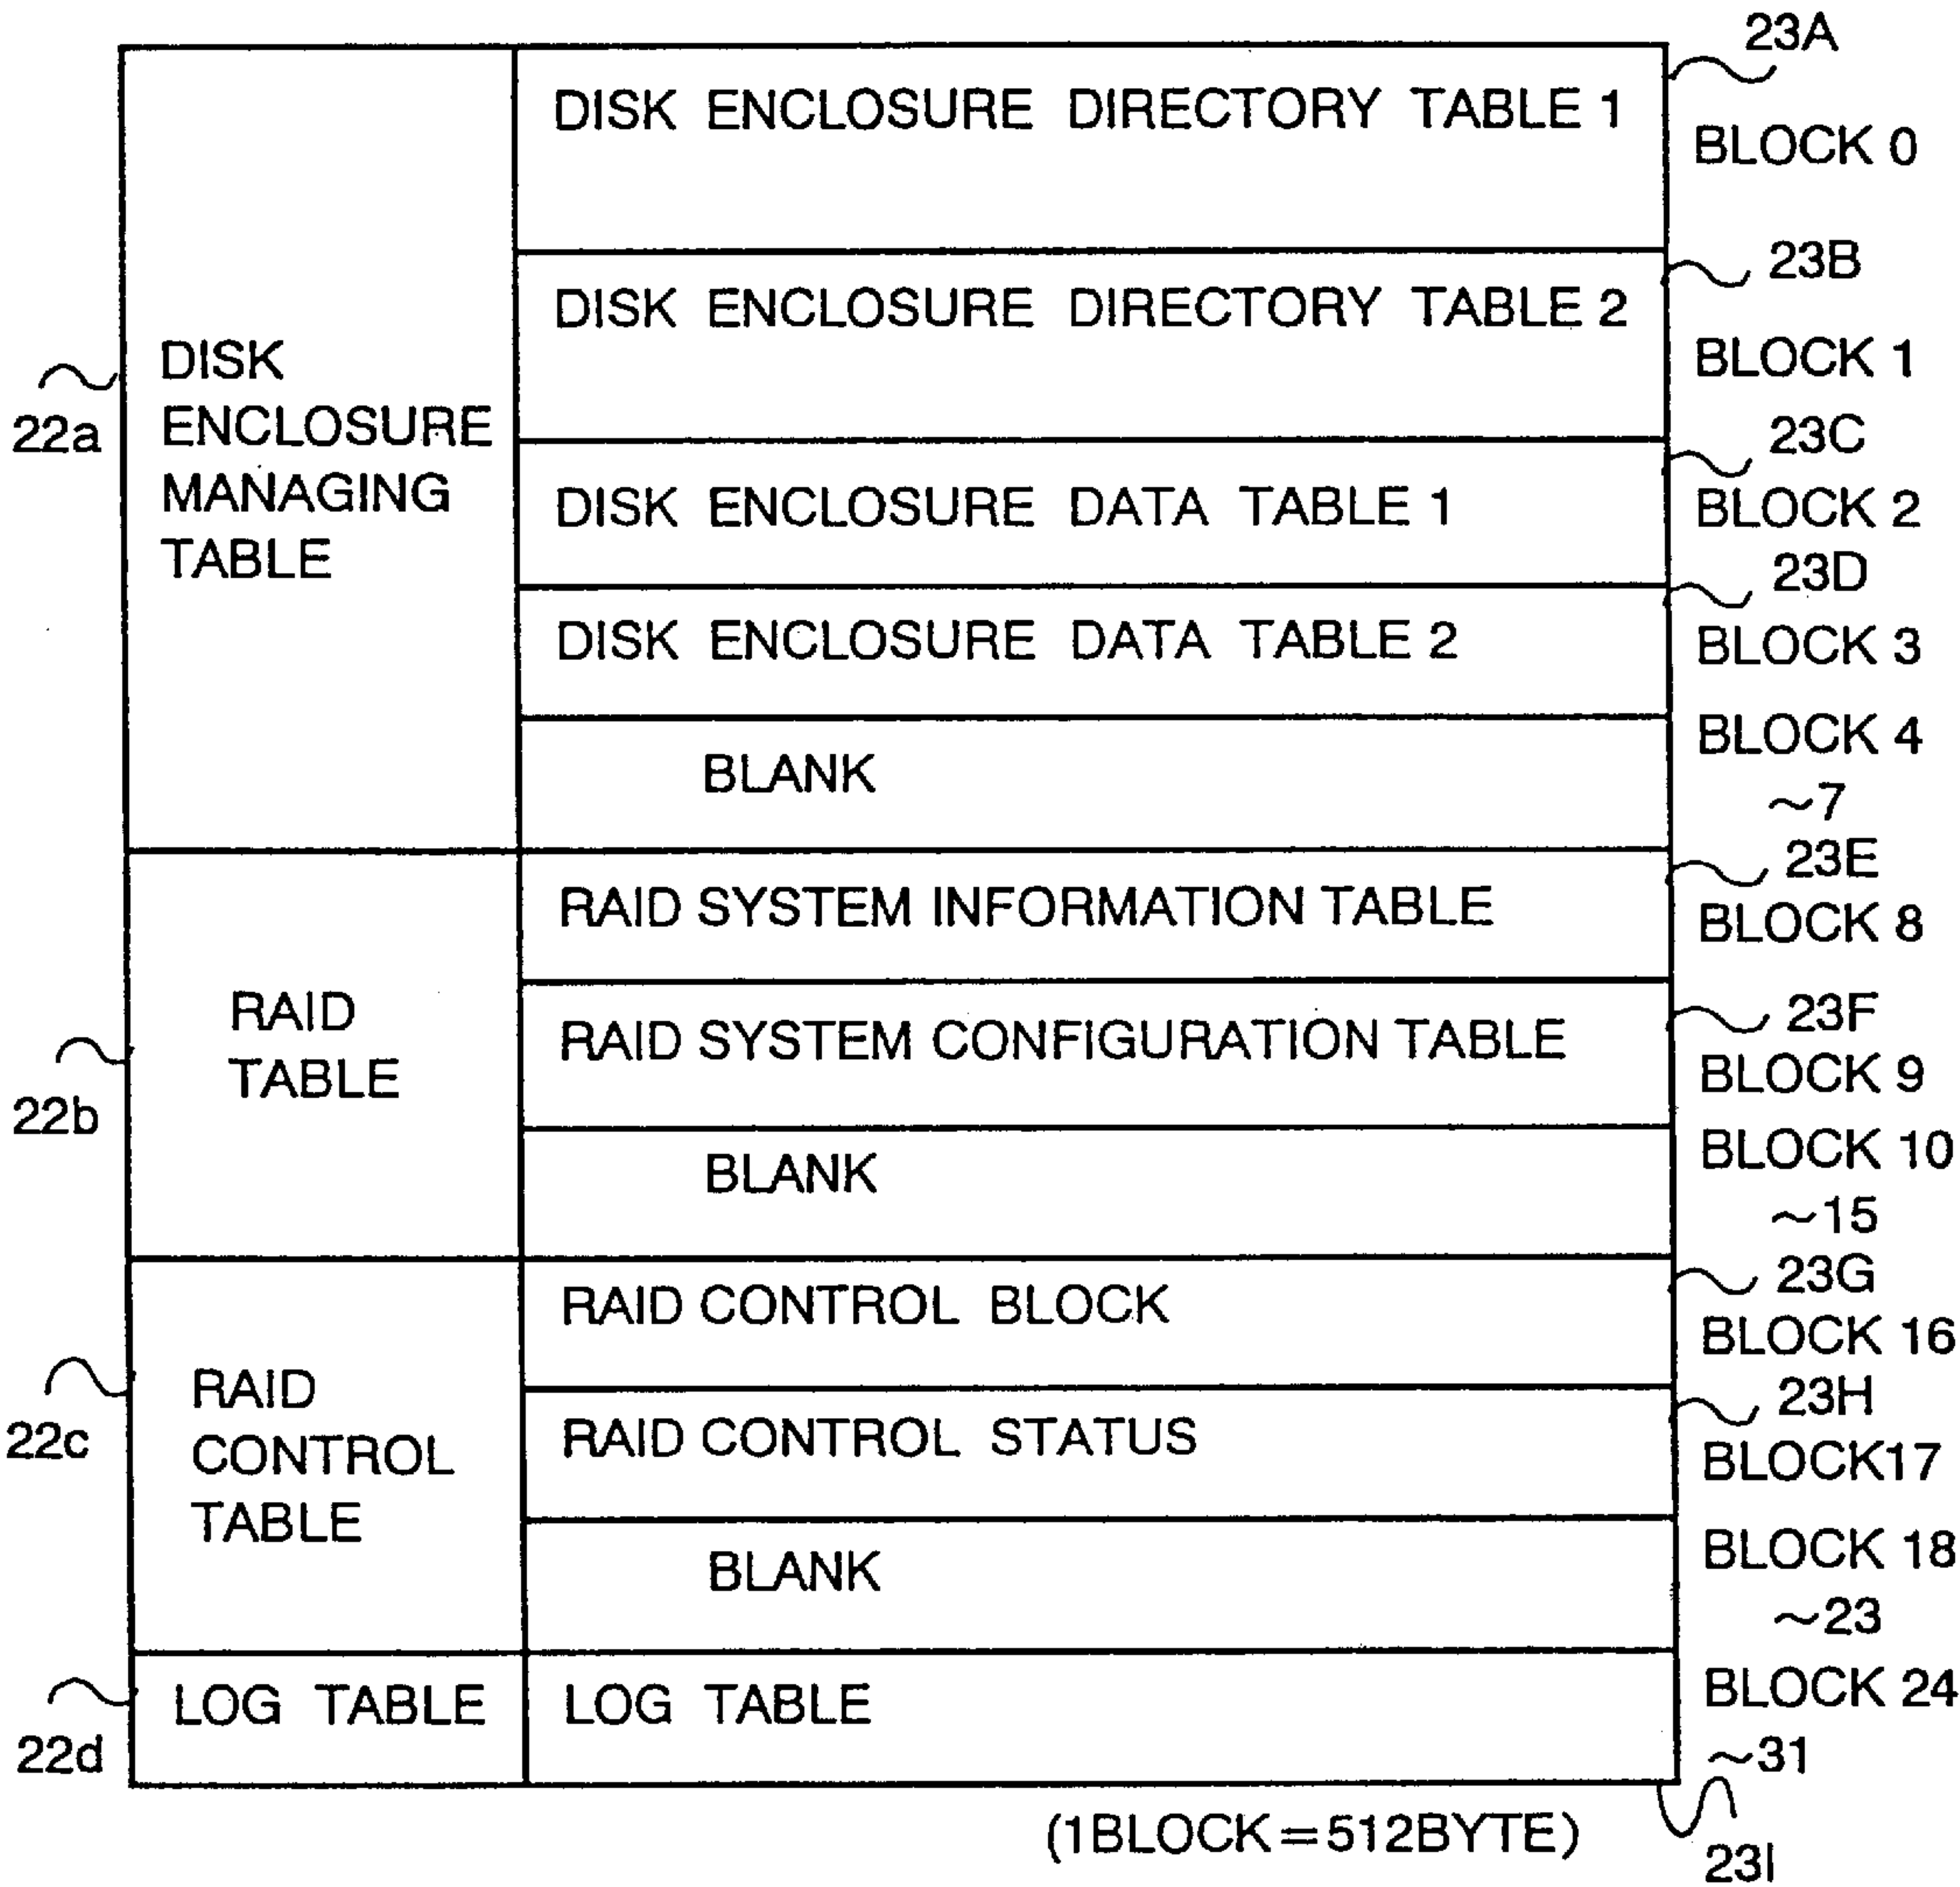 23A
DISK ENCLOSURE DIRECTORY TABLE 1
BLOCK 0
23B
DISK ENCLOSURE DIRECTORY TABLE 2
BLOCK 1
22a
DISK
ENCLOSURE
MANAGING
TABLE
23C
DISK ENCLOSURE DATA TABLE 1
BLOCK 2
23D
DISK ENCLOSURE DATA TABLE 2
BLOCK 3
BLANK
BLOCK 4
~7
23E
RAID SYSTEM INFORMATION TABLE
BLOCK 8
22b
RAID
TABLE
23F
RAID SYSTEM CONFIGURATION TABLE
BLOCK 9
BLANK
BLOCK 10
~15
23G
RAID CONTROL BLOCK
BLOCK 16
22c
RAID
CONTROL
TABLE
23H
RAID CONTROL STATUS
BLOCK17
BLANK
BLOCK 18
~23
22d
LOG TABLE
LOG TABLE
BLOCK 24
~31
(1BLOCK=512BYTE)
23I